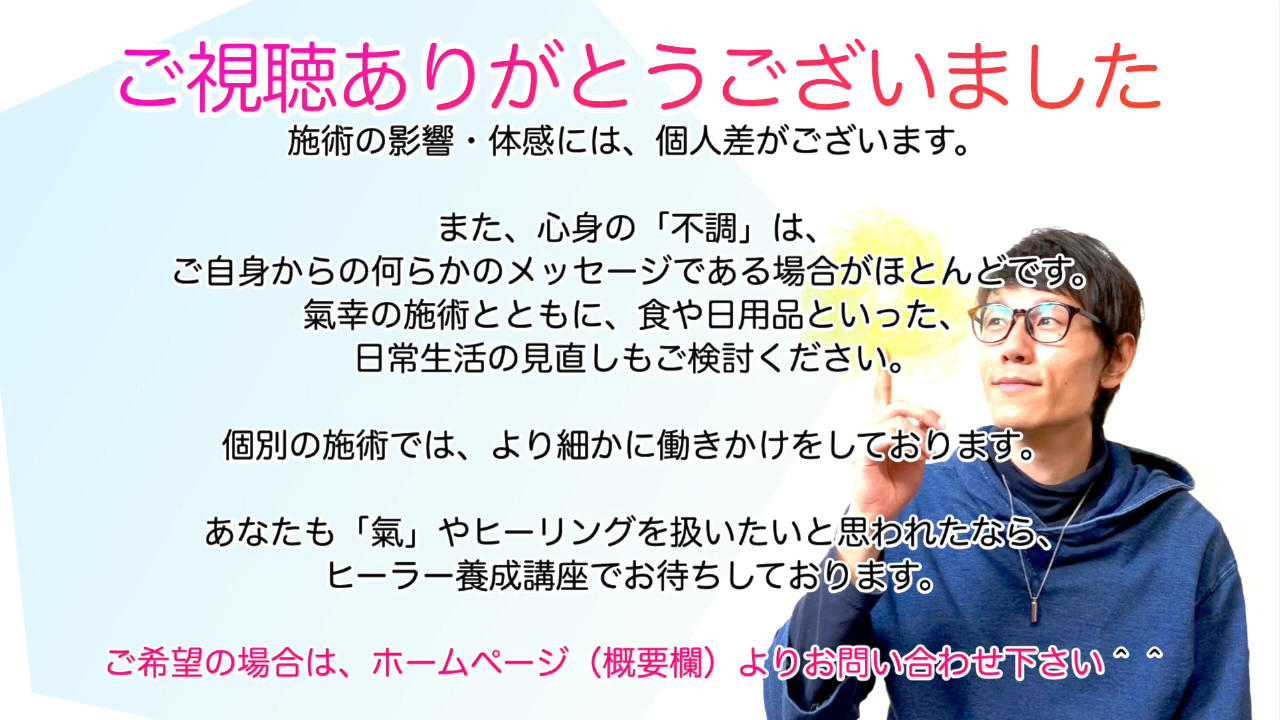 ご視聴ありがとうございました
施術の影響・体感には、個人差がございます。
また、心身の「不調」は、
ご自身からの何らかのメッセージである場合がほとんどです。
氣幸の施術とともに、食や日用品といった、
日常生活の見直しもご検討ください。
個別の施術では、より細かに働きかけをしております。
あなたも「氣」やヒーリングを扱いたいと思われたなら、
ヒーラー養成講座でお待ちしております。
ご希望の場合は、ホームページ（概要欄）よりお問い合わせ下さい＾＾